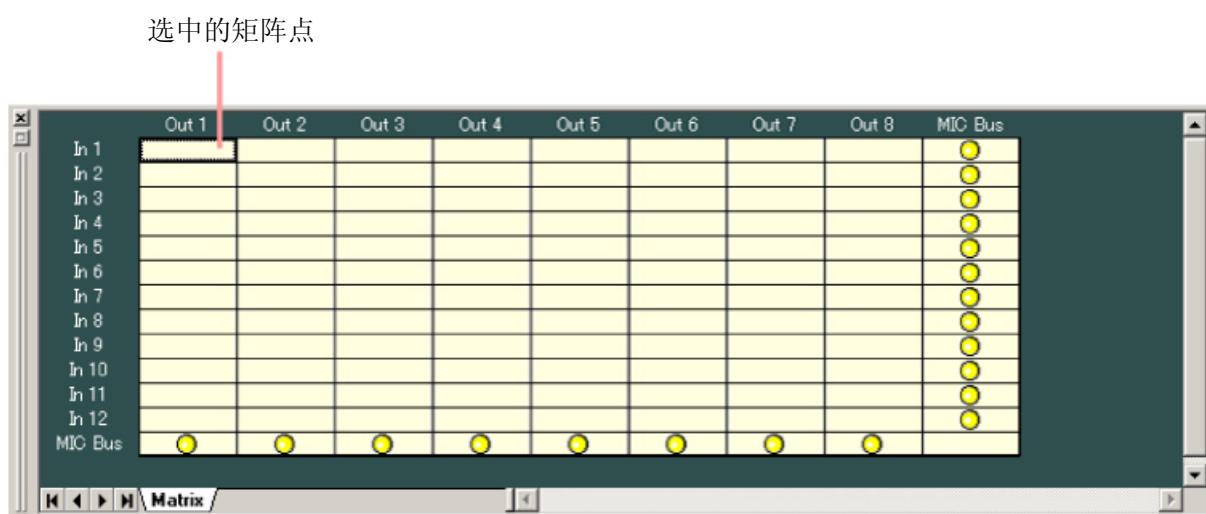 选中的矩阵点
Out 1 Out 2 Out 3 Out 4 Out 5 Out 6 Out 7 Out 8 MIC Bus
In 1
In 2
In 3
In 4
In 5
In 6
In 7
In 8
In 9
In 10
In 11
In 12
MIC Bus
Matrix